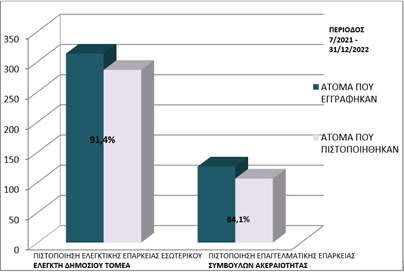 ΠΕΡΙΟΔΟΣ
7/2021 -
31/12/2022
350
300
250
200
150
100
50
0
91,4%
84,1%
ΑΤΟΜΑ ΠΟΥ
ΕΓΓΡΑΦΗΚΑΝ
ΑΤΟΜΑ ΠΟΥ
ΠΙΣΤΟΠΟΙΗΘΗΚΑΝ
ΠΙΣΤΟΠΟΙΗΣΗ ΕΛΕΓΚΤΙΚΗΣ ΕΠΑΡΚΕΙΑΣ ΕΣΩΤΕΡΙΚΟΥ
ΕΛΕΓΚΤΗ ΔΗΜΟΣΙΟΥ ΤΟΜΕΑ
ΠΙΣΤΟΠΟΙΗΣΗ ΕΠΑΓΓΕΛΜΑΤΙΚΗΣ ΕΠΑΡΚΕΙΑΣ
ΣΥΜΒΟΥΛΩΝ ΑΚΕΡΑΙΟΤΗΤΑΣ